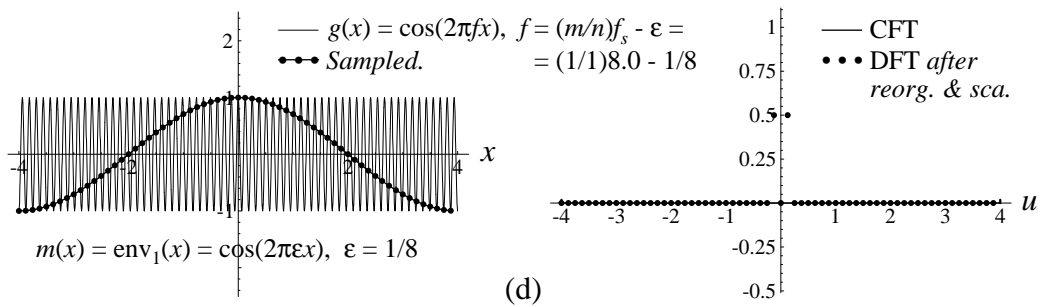 g(x) = cos(2πfx), f = (m/n)f_s - ε =
Sampled. = (1/1)8.0 - 1/8
2
1
x
-4 -2 2 4
-1
m(x) = env_1(x) = cos(2πεx), ε = 1/8
1
CFT
0.75
DFT after
reorg. & sca.
0.5
0.25
u
-4 -3 -2 -1 1 2 3 4
-0.25
-0.5
(d)